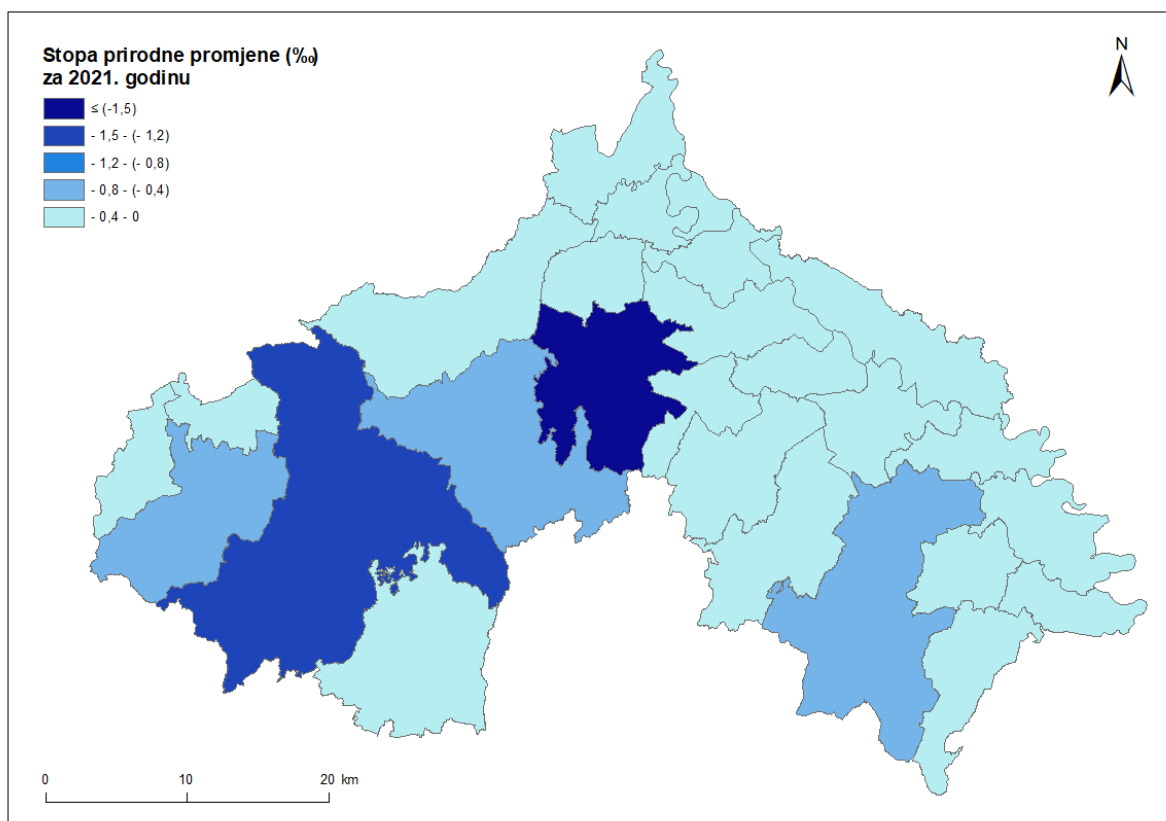 Stopa prirodne promjene (‰)
za 2021. godinu
≤ (-1,5)
- 1,5 - (- 1,2)
- 1,2 - (- 0,8)
- 0,8 - (- 0,4)
- 0,4 - 0
N
0 10 20 km